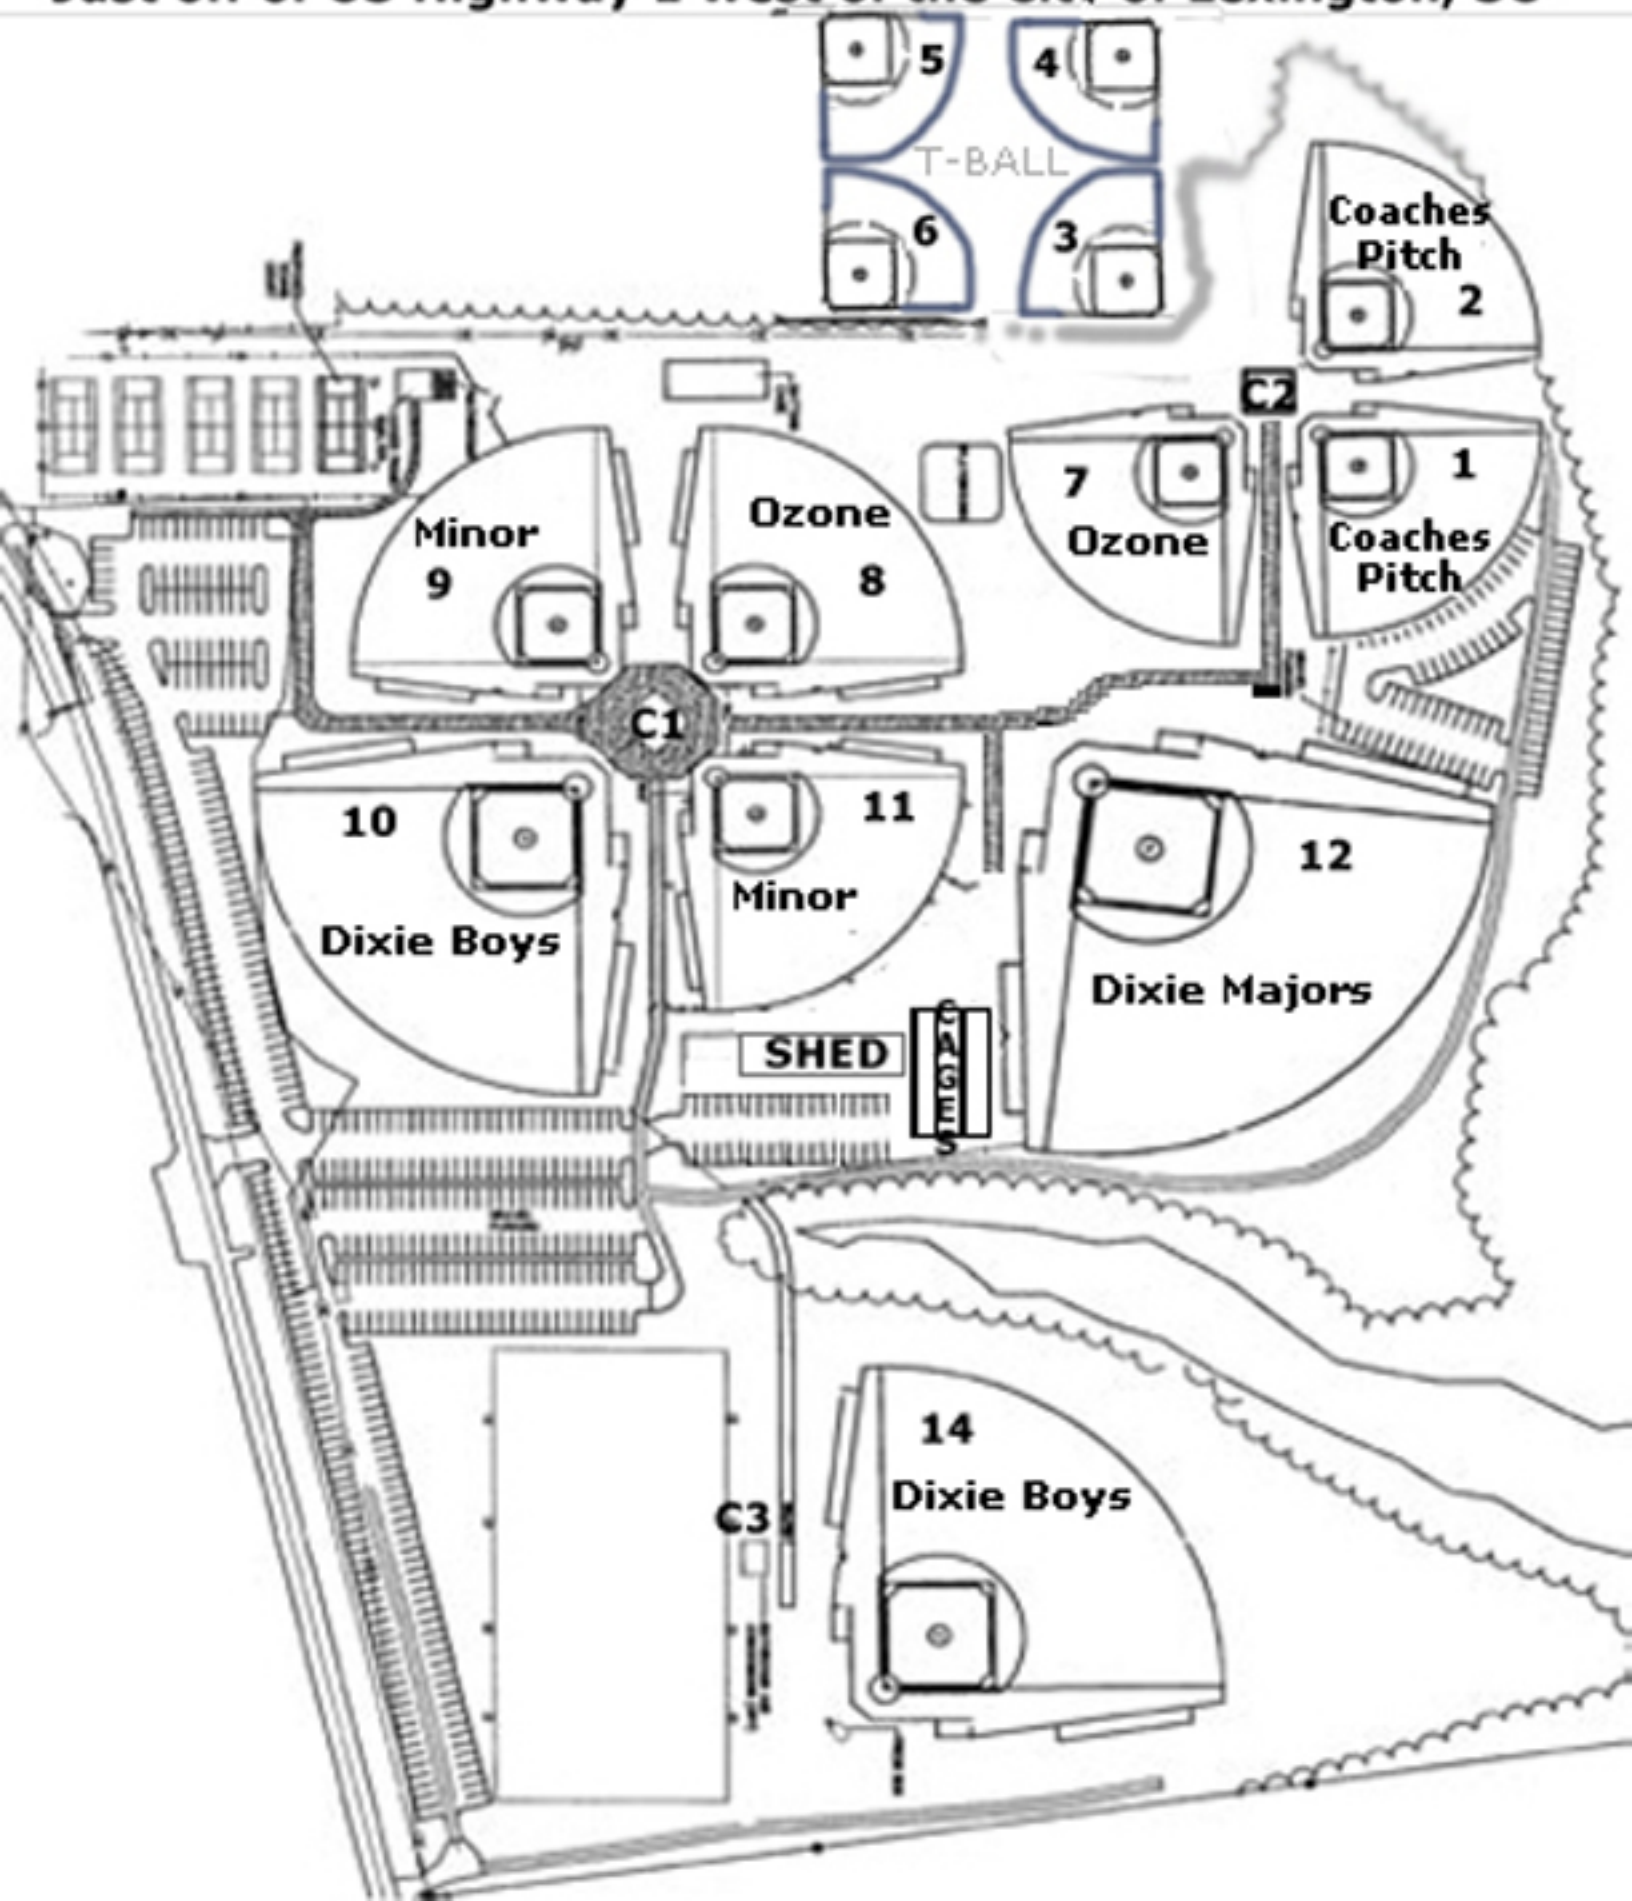 5
4
T-BALL
6
3
Coaches
Pitch
2
C2
Minor
9
Ozone
8
7
Ozone
1
Coaches
Pitch
C1
10
Dixie Boys
11
Minor
12
Dixie Majors
SHED
CAGES
14
Dixie Boys
C3